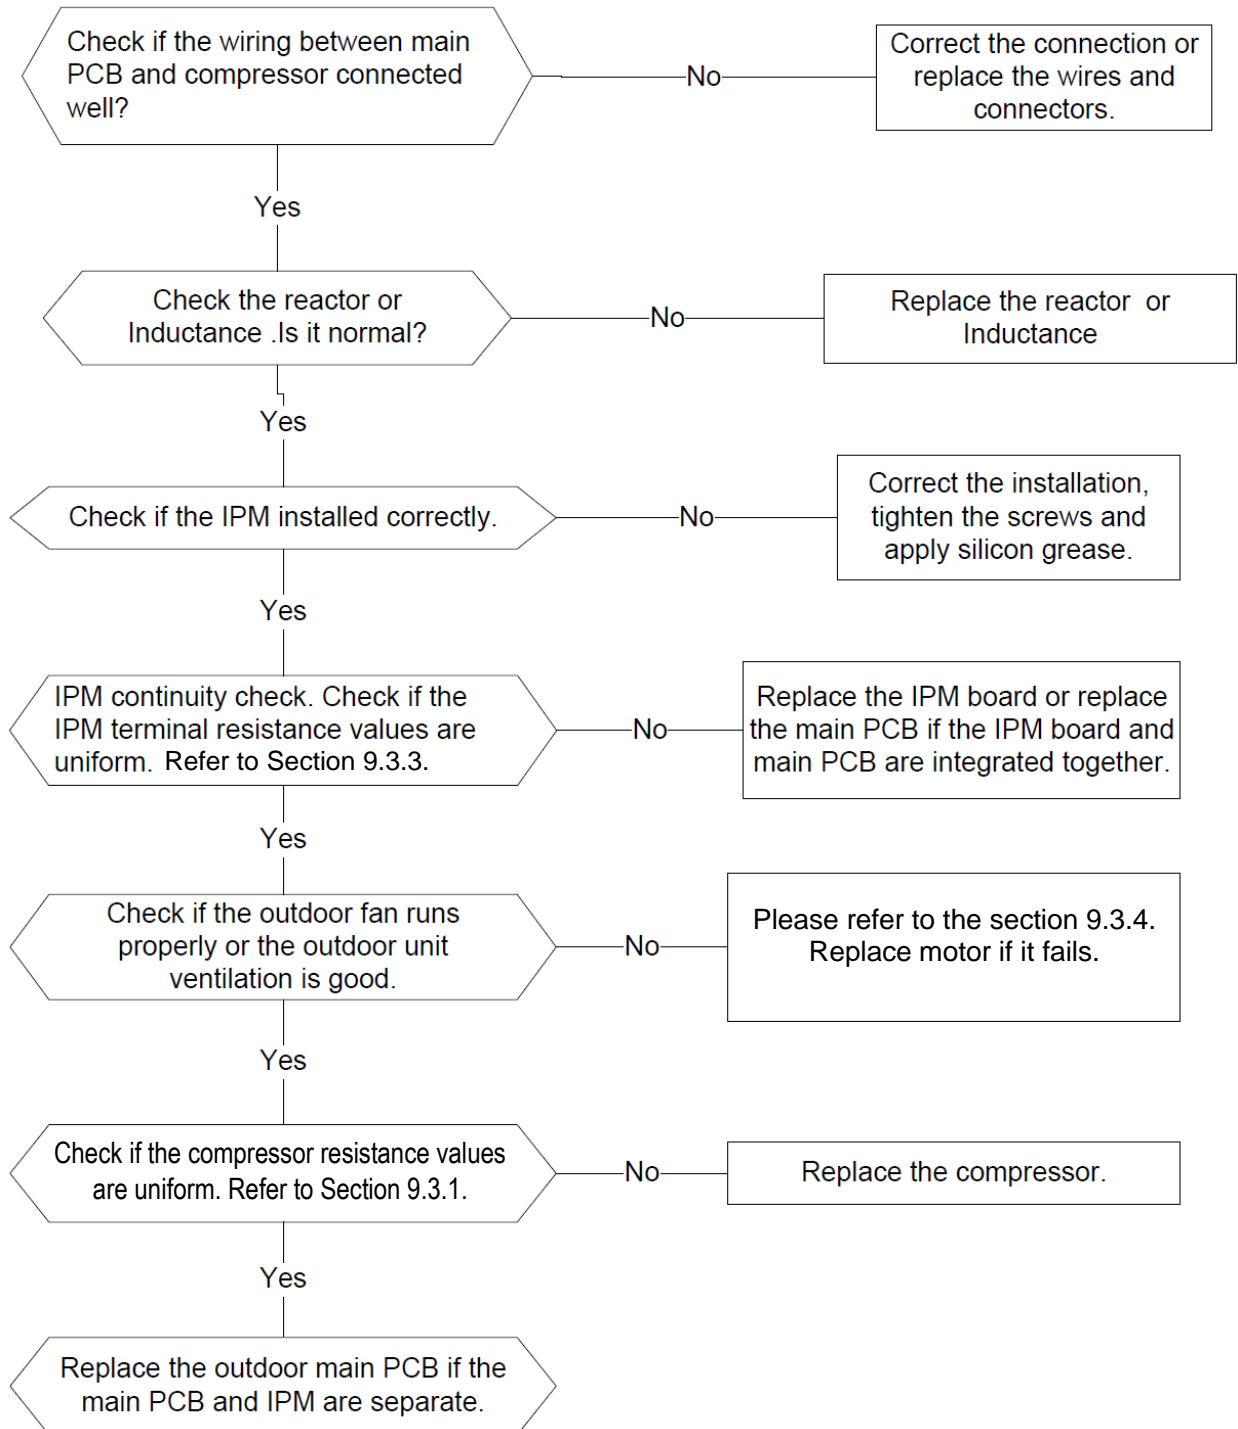 Check if the wiring between main
PCB and compressor connected
well?
No
Correct the connection or
replace the wires and
connectors.
Yes
Check the reactor or
Inductance .Is it normal?
No
Replace the reactor or
Inductance
Yes
Check if the IPM installed correctly.
No
Correct the installation,
tighten the screws and
apply silicon grease.
Yes
IPM continuity check. Check if the
IPM terminal resistance values are
uniform. Refer to Section 9.3.3.
No
Replace the IPM board or replace
the main PCB if the IPM board and
main PCB are integrated together.
Yes
Check if the outdoor fan runs
properly or the outdoor unit
ventilation is good.
No
Please refer to the section 9.3.4.
Replace motor if it fails.
Yes
Check if the compressor resistance values
are uniform. Refer to Section 9.3.1.
No
Replace the compressor.
Yes
Replace the outdoor main PCB if the
main PCB and IPM are separate.